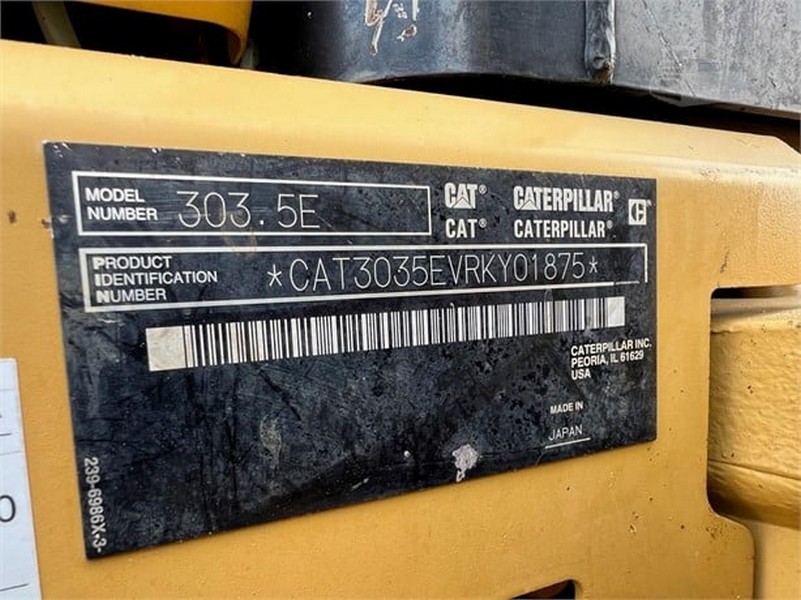 MODEL NUMBER 303.5E
CAT® CATERPILLAR®
CAT® CATERPILLAR®
PRODUCT IDENTIFICATION NUMBER *CAT3035EVRKY01875*
CATERPILLAR INC.
PEORIA, IL 61629
USA
MADE IN
JAPAN
239-6986X-3-
0